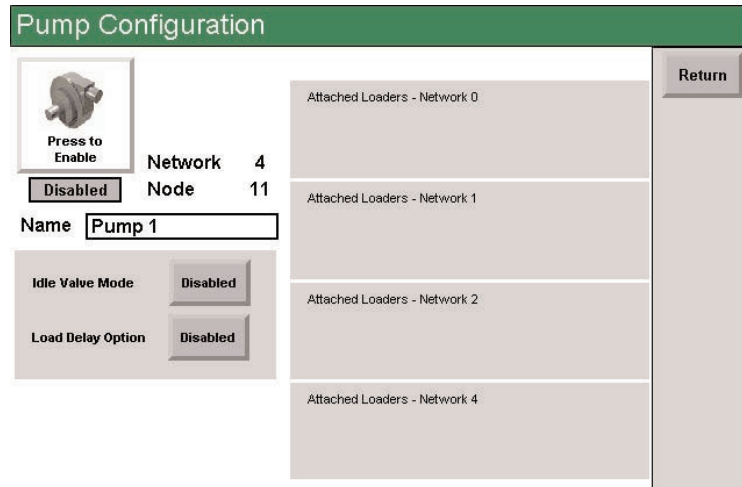 Pump Configuration
Return
Press to
Enable
Disabled
Network 4
Node 11
Name Pump 1
Idle Valve Mode Disabled
Load Delay Option Disabled
Attached Loaders - Network 0
Attached Loaders - Network 1
Attached Loaders - Network 2
Attached Loaders - Network 4